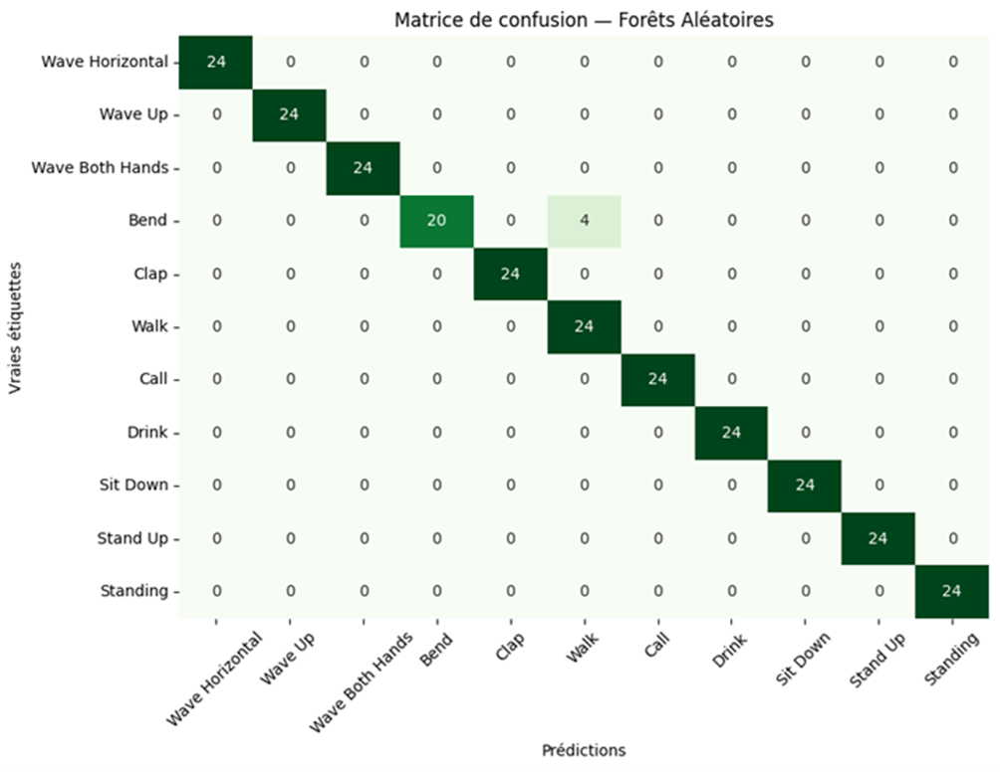 Matrice de confusion — Forêts Aléatoires
Wave Horizontal 24 0 0 0 0 0 0 0 0 0 0
Wave Up 0 24 0 0 0 0 0 0 0 0 0
Wave Both Hands 0 0 24 0 0 0 0 0 0 0 0
Bend 0 0 0 20 0 4 0 0 0 0 0
Clap 0 0 0 0 24 0 0 0 0 0 0
Walk 0 0 0 0 0 24 0 0 0 0 0
Call 0 0 0 0 0 0 24 0 0 0 0
Drink 0 0 0 0 0 0 0 24 0 0 0
Sit Down 0 0 0 0 0 0 0 0 24 0 0
Stand Up 0 0 0 0 0 0 0 0 0 24 0
Standing 0 0 0 0 0 0 0 0 0 0 24
Vraies étiquettes
Wave Horizontal
Wave Up
Wave Both Hands
Bend
Clap
Walk
Call
Drink
Sit Down
Stand Up
Standing
Prédictions